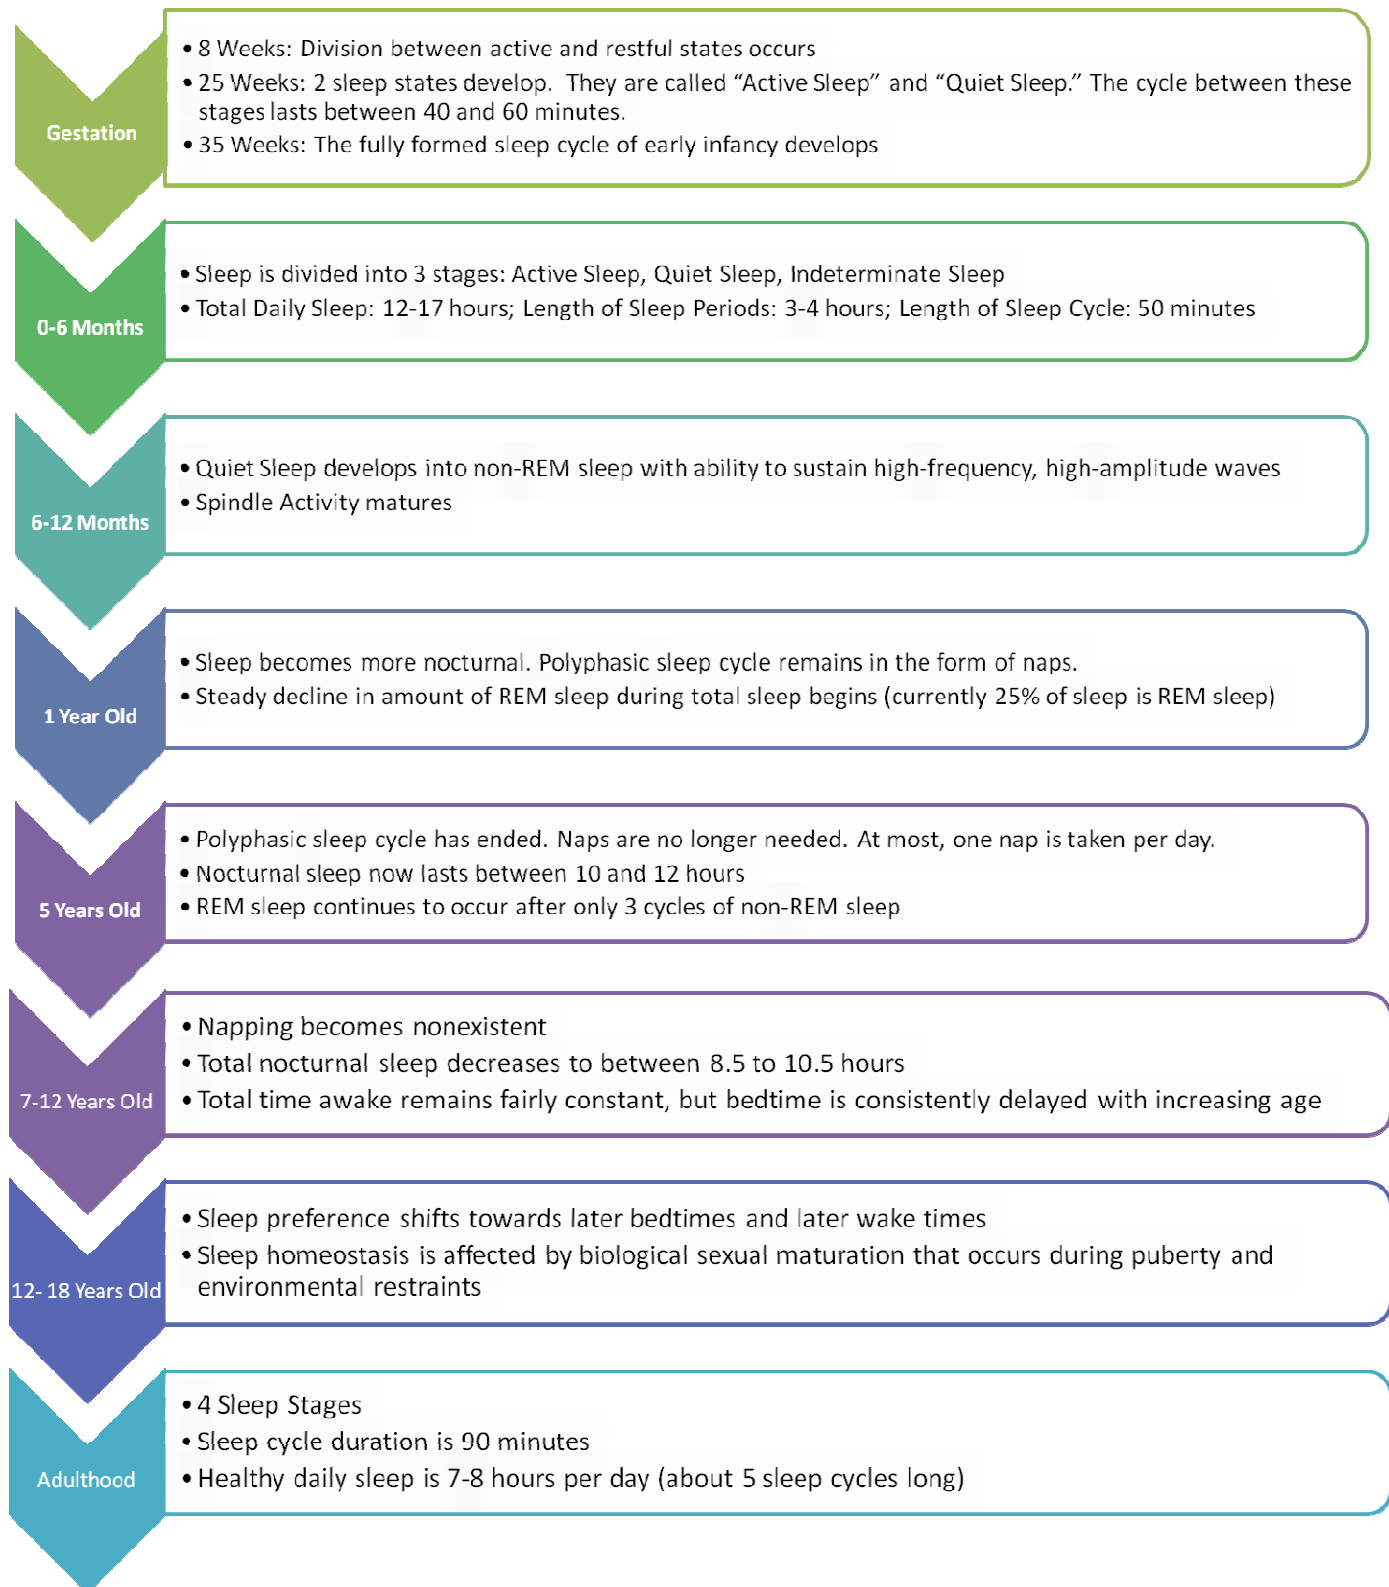 Gestation
• 8 Weeks: Division between active and restful states occurs
• 25 Weeks: 2 sleep states develop. They are called “Active Sleep” and “Quiet Sleep.” The cycle between these
stages lasts between 40 and 60 minutes.
• 35 Weeks: The fully formed sleep cycle of early infancy develops
0-6 Months
• Sleep is divided into 3 stages: Active Sleep, Quiet Sleep, Indeterminate Sleep
• Total Daily Sleep: 12-17 hours; Length of Sleep Periods: 3-4 hours; Length of Sleep Cycle: 50 minutes
6-12 Months
• Quiet Sleep develops into non-REM sleep with ability to sustain high-frequency, high-amplitude waves
• Spindle Activity matures
1 Year Old
• Sleep becomes more nocturnal. Polyphasic sleep cycle remains in the form of naps.
• Steady decline in amount of REM sleep during total sleep begins (currently 25% of sleep is REM sleep)
5 Years Old
• Polyphasic sleep cycle has ended. Naps are no longer needed. At most, one nap is taken per day.
• Nocturnal sleep now lasts between 10 and 12 hours
• REM sleep continues to occur after only 3 cycles of non-REM sleep
7-12 Years Old
• Napping becomes nonexistent
• Total nocturnal sleep decreases to between 8.5 to 10.5 hours
• Total time awake remains fairly constant, but bedtime is consistently delayed with increasing age
12- 18 Years Old
• Sleep preference shifts towards later bedtimes and later wake times
• Sleep homeostasis is affected by biological sexual maturation that occurs during puberty and
environmental restraints
Adulthood
• 4 Sleep Stages
• Sleep cycle duration is 90 minutes
• Healthy daily sleep is 7-8 hours per day (about 5 sleep cycles long)